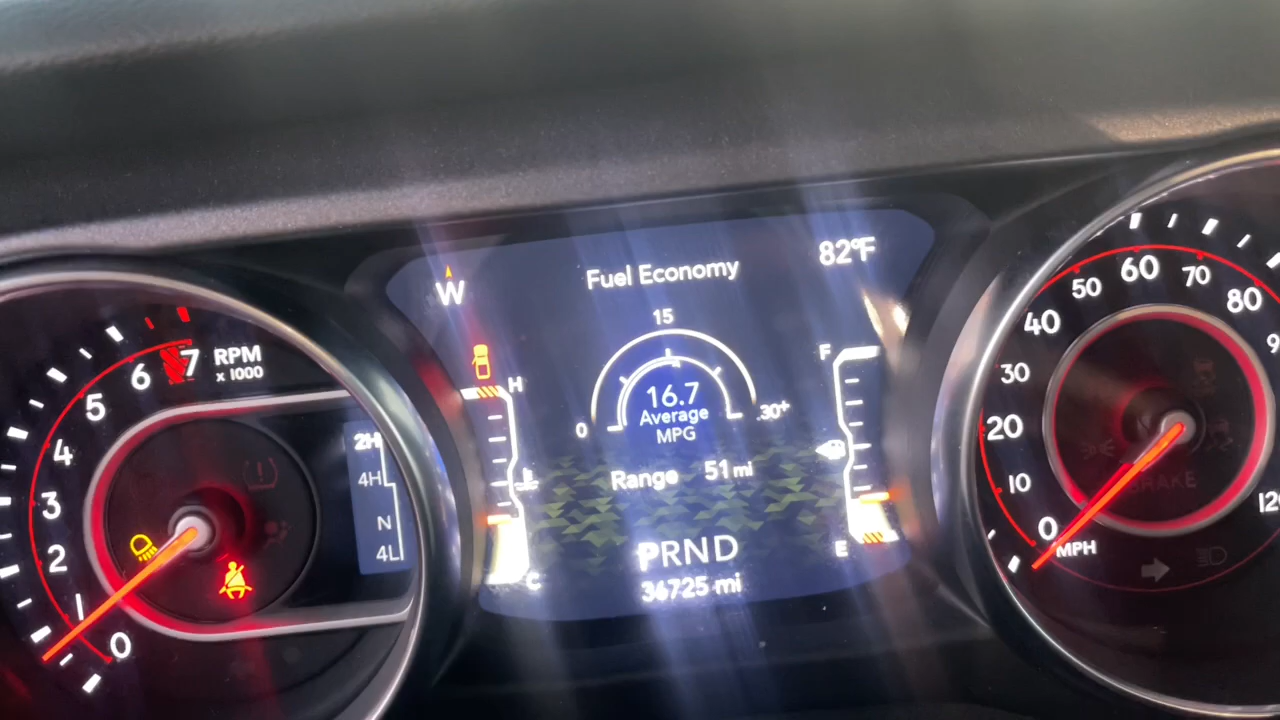 W
Fuel Economy
82°F
15
0
16.7
Average
MPG
.30+
Range 51 mi
PRND
36725 mi
H
C
F
E
0
1
2
3
4
5
6
7
RPM
x 1000
2H
4H
N
4L
0
10
20
30
40
50
60
70
80
MPH
BRAKE